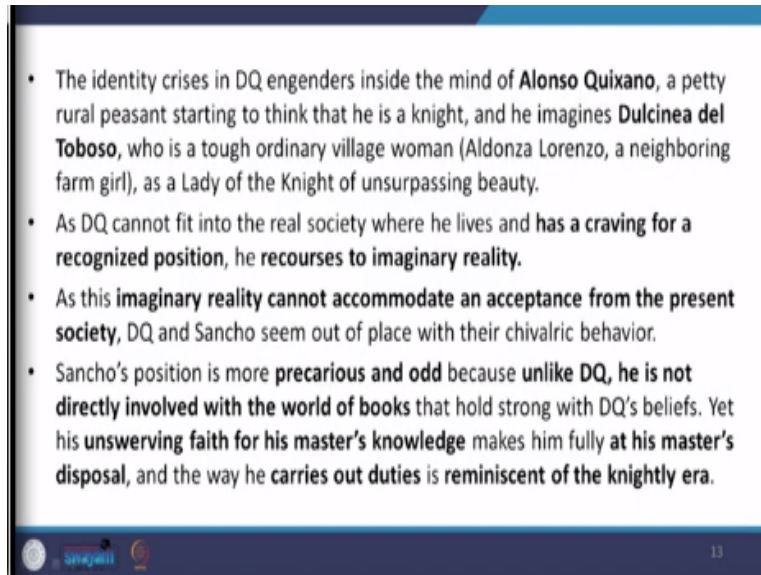 • The identity crises in DQ engenders inside the mind of Alonso Quixano, a petty
rural peasant starting to think that he is a knight, and he imagines Dulcinea del
Toboso, who is a tough ordinary village woman (Aldonza Lorenzo, a neighboring
farm girl), as a Lady of the Knight of unsurpassing beauty.
• As DQ cannot fit into the real society where he lives and has a craving for a
recognized position, he recourses to imaginary reality.
• As this imaginary reality cannot accommodate an acceptance from the present
society, DQ and Sancho seem out of place with their chivalric behavior.
• Sancho's position is more precarious and odd because unlike DQ, he is not
directly involved with the world of books that hold strong with DQ's beliefs. Yet
his unswerving faith for his master's knowledge makes him fully at his master's
disposal, and the way he carries out duties is reminiscent of the knightly era.
swayam
13